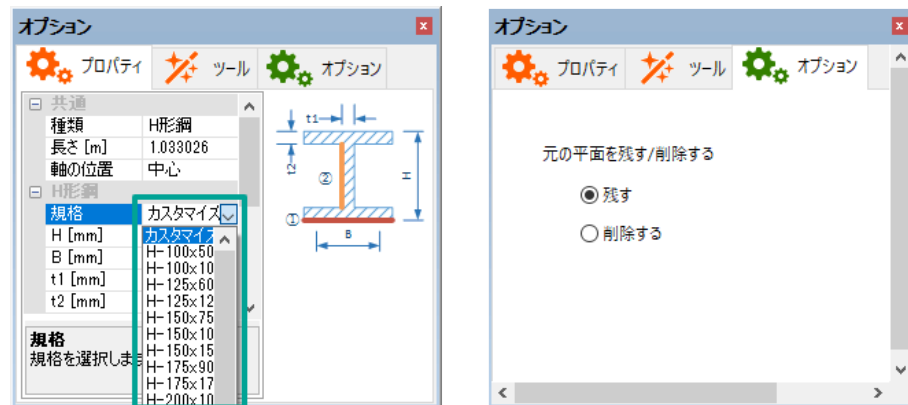 オプション
プロパティ ツール オプション
共通
種類 H形鋼
長さ [m] 1.033026
軸の位置 中心
H形鋼
規格 カスタマイズ
H [mm] カスタマイズ
B [mm] H-100x50
t1 [mm] H-100x10
t2 [mm] H-125x60
H-125x12
H-150x75
H-150x10
H-150x15
H-175x90
H-175x17
H-200x10
規格
規格を選択しま
t1
t2
②
①
H
B
オプション
プロパティ ツール オプション
元の平面を残す/削除する
残す
削除する